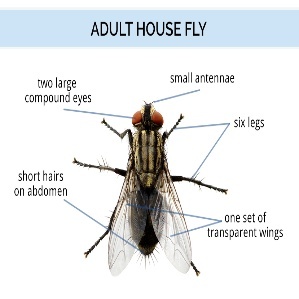 ADULT HOUSE FLY
small antennae
two large
compound eyes
six legs
short hairs
on abdomen
one set of
transparent wings